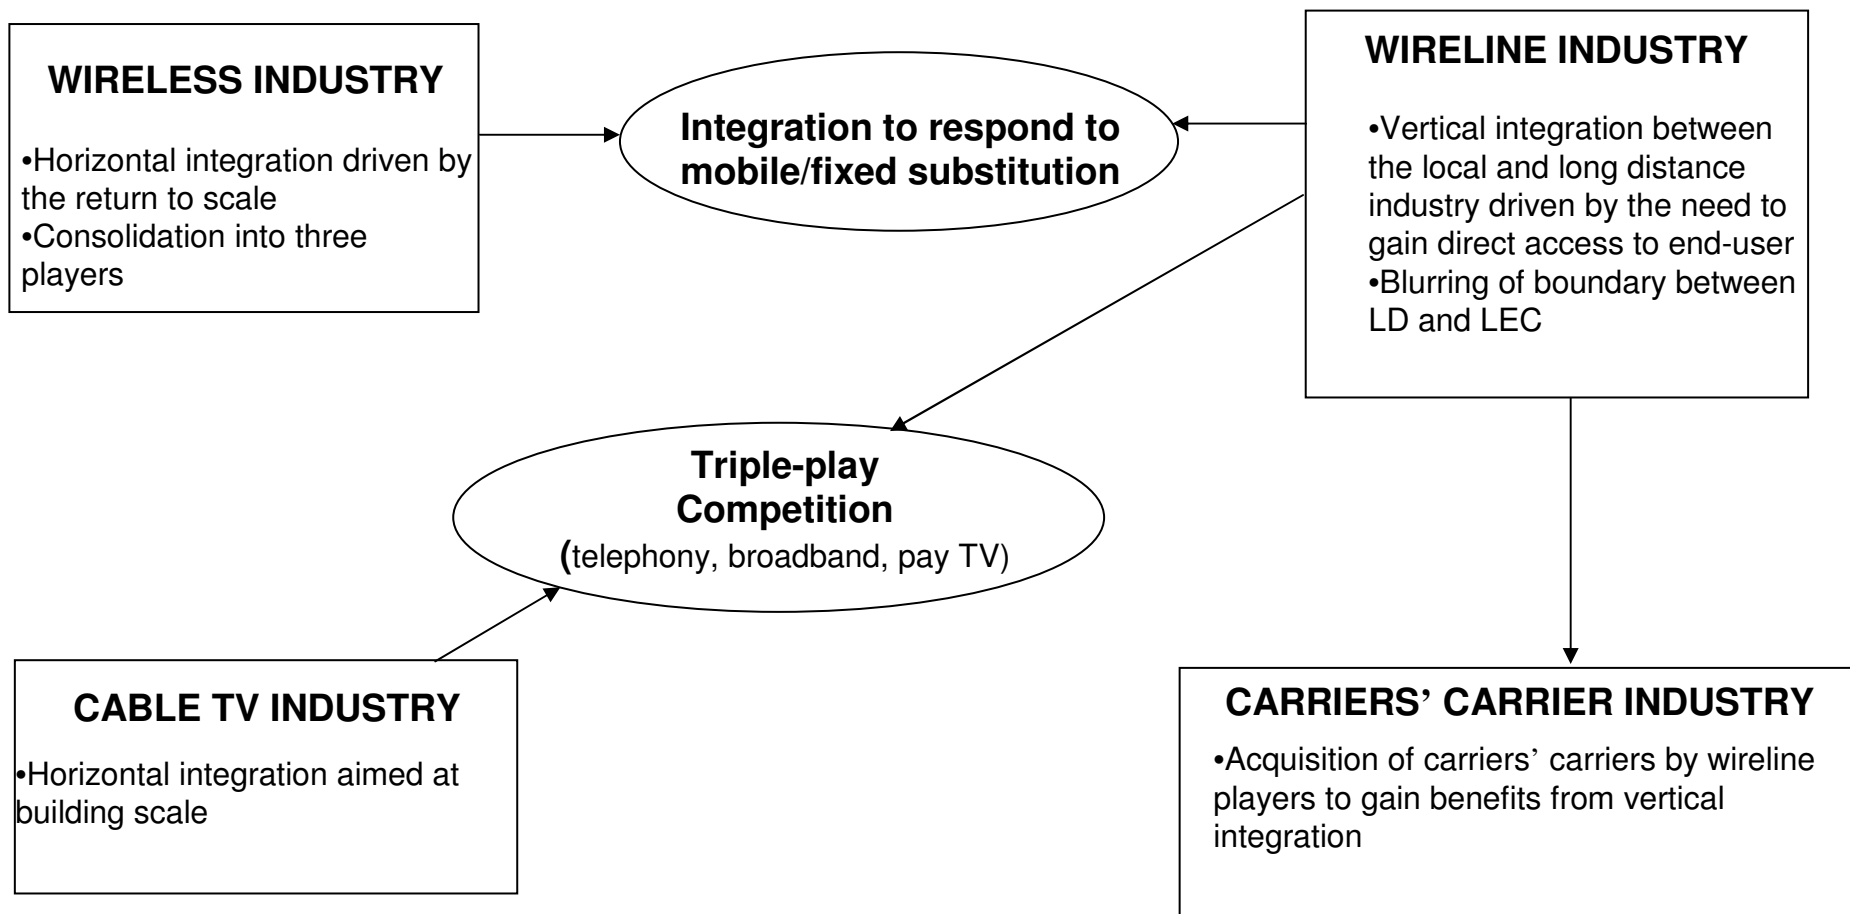 WIRELESS INDUSTRY
•Horizontal integration driven by
the return to scale
•Consolidation into three
players
Integration to respond to
mobile/fixed substitution
WIRELINE INDUSTRY
•Vertical integration between
the local and long distance
industry driven by the need to
gain direct access to end-user
•Blurring of boundary between
LD and LEC
Triple-play
Competition
(telephony, broadband, pay TV)
CABLE TV INDUSTRY
•Horizontal integration aimed at
building scale
CARRIERS’ CARRIER INDUSTRY
•Acquisition of carriers’ carriers by wireline
players to gain benefits from vertical
integration